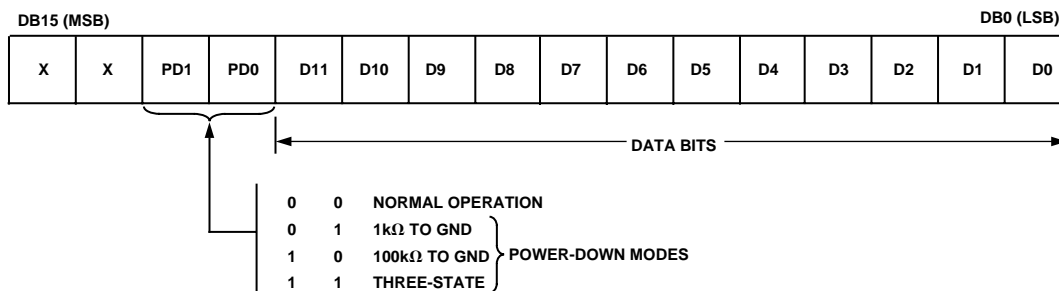 DB15 (MSB) DB0 (LSB)
X X PD1 PD0 D11 D10 D9 D8 D7 D6 D5 D4 D3 D2 D1 D0
DATA BITS
0 0 NORMAL OPERATION
0 1 1kΩ TO GND
1 0 100kΩ TO GND POWER-DOWN MODES
1 1 THREE-STATE